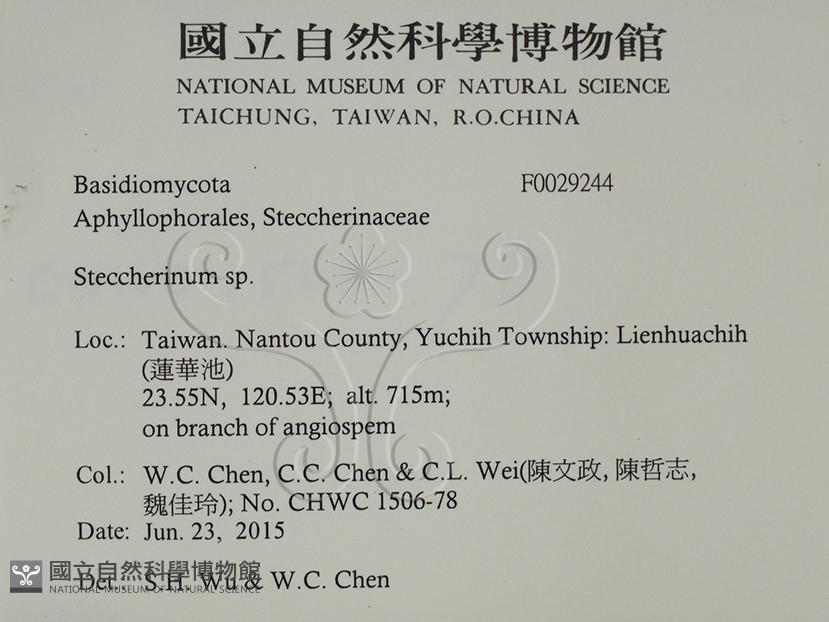 國立自然科學博物館
NATIONAL MUSEUM OF NATURAL SCIENCE
TAICHUNG, TAIWAN, R.O.CHINA
Basidiomycota F0029244
Aphyllophorales, Steccherinaceae
Steccherinum sp.
Loc.: Taiwan. Nantou County, Yuchih Township: Lienhuachih
(蓮華池)
23.55N, 120.53E; alt. 715m;
on branch of angiospem
Col.: W.C. Chen, C.C. Chen & C.L. Wei(陳文政, 陳哲志,
魏佳玲); No. CHWC 1506-78
Date: Jun. 23, 2015
Det. S.H. Wu & W.C. Chen
國立自然科學博物館
NATIONAL MUSEUM OF NATURAL SCIENCE